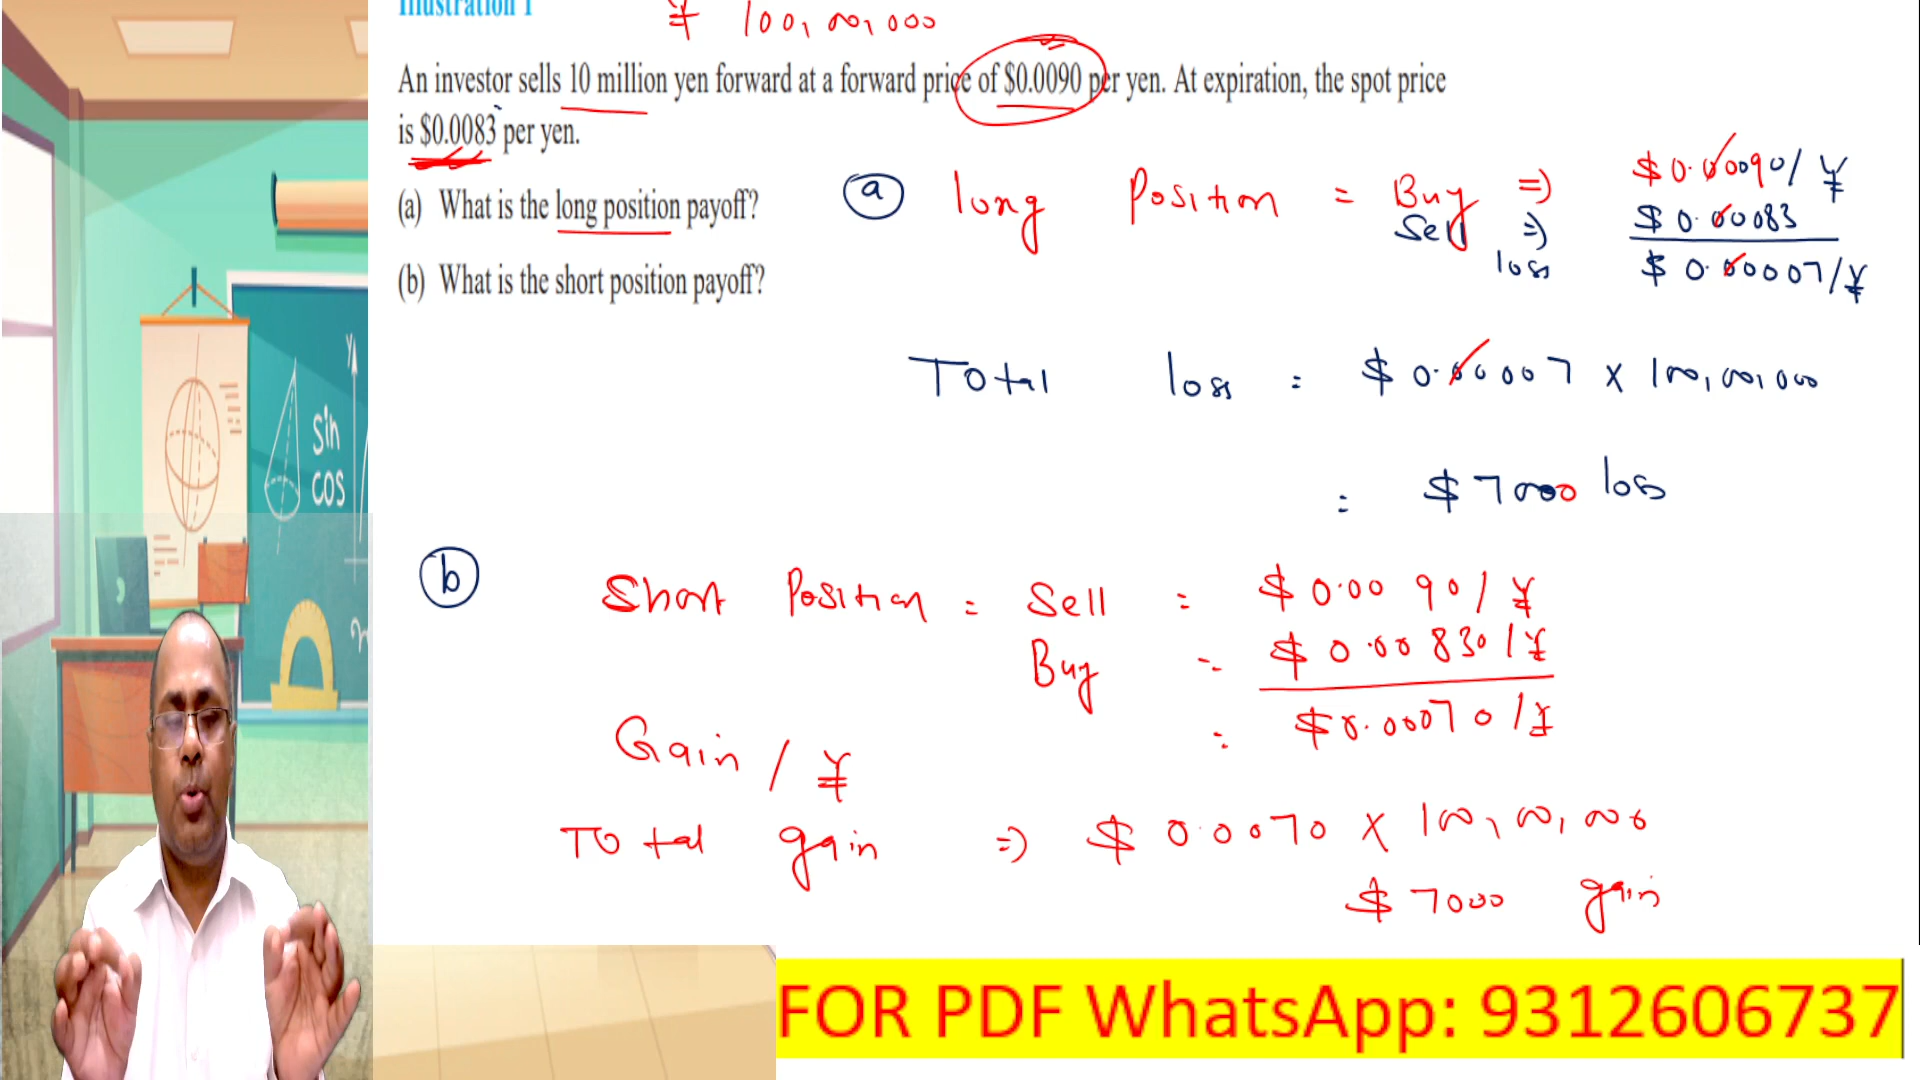 Illustration 1
¥ 100,00,000
An investor sells 10 million yen forward at a forward price of $0.0090 per yen. At expiration, the spot price
is $0.0083 per yen.
(a) What is the long position payoff?
(b) What is the short position payoff?
a Long Position = Buy ⇒ $0.00090/¥
Sell ⇒ $0.00083
loss $0.00007/¥
Total loss = $0.00007 x 100,00,000
= $7000 loss
b Short Position = Sell = $0.0090/¥
Buy = $0.00830/¥
Gain/¥ = $0.00070/¥
Total gain ⇒ $0.0070 x 100,00,000
$7000 gain
sin
cos
Y
FOR PDF WhatsApp: 9312606737